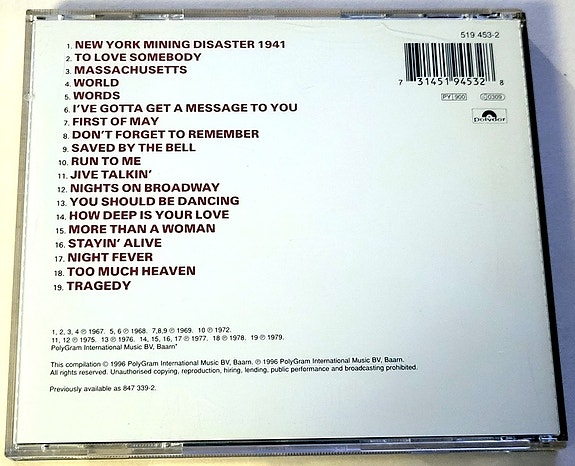 519 453-2
1. NEW YORK MINING DISASTER 1941
2. TO LOVE SOMEBODY
3. MASSACHUSETTS
4. WORLD
5. WORDS
6. I'VE GOTTA GET A MESSAGE TO YOU
7. FIRST OF MAY
8. DON'T FORGET TO REMEMBER
9. SAVED BY THE BELL
10. RUN TO ME
11. JIVE TALKIN'
12. NIGHTS ON BROADWAY
13. YOU SHOULD BE DANCING
14. HOW DEEP IS YOUR LOVE
15. MORE THAN A WOMAN
16. STAYIN' ALIVE
17. NIGHT FEVER
18. TOO MUCH HEAVEN
19. TRAGEDY
7 31451 94532 8
PY 900
0309
polydor
1, 2, 3, 4 ℗ 1967. 5, 6 ℗ 1968. 7,8,9 ℗ 1969. 10 ℗ 1972.
11, 12 ℗ 1975. 13 ℗ 1976. 14, 15, 16, 17 ℗ 1977. 18 ℗ 1978. 19 ℗ 1979.
PolyGram International Music BV, Baarn"
This compilation © 1996 PolyGram International Music BV, Baarn. ℗ 1996 PolyGram International Music BV, Baarn.
All rights reserved. Unauthorised copying, reproduction, hiring, lending, public performance and broadcasting prohibited.
Previously available as 847 339-2.